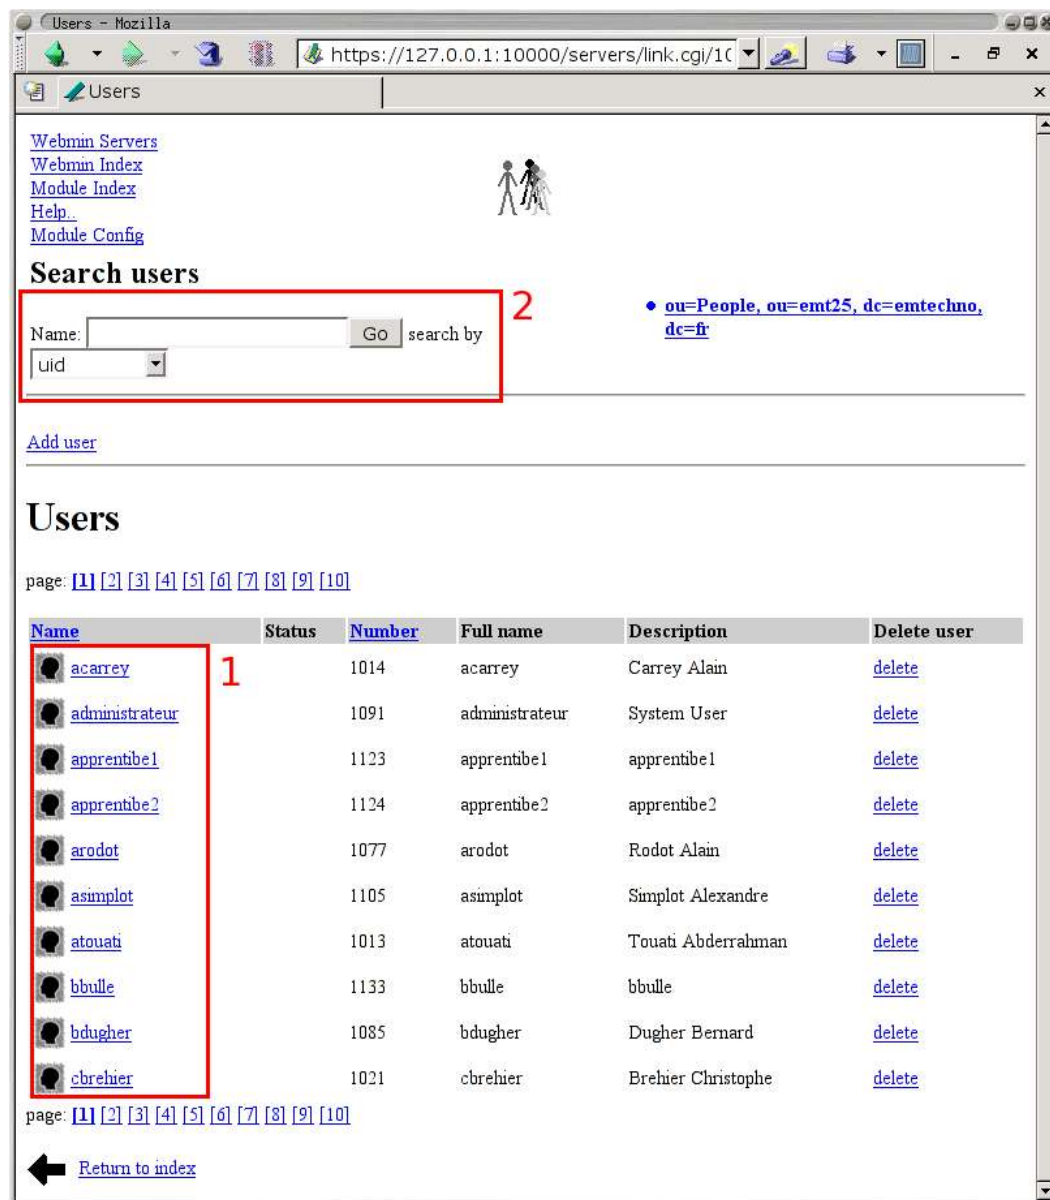 Users - Mozilla
https://127.0.0.1:10000/servers/link.cgi/10
Users
Webmin Servers
Webmin Index
Module Index
Help..
Module Config
Search users
2
Name: Go search by
uid
ou=People, ou=emt25, dc=emtechno,
dc=fr
Add user
Users
page: [1] [2] [3] [4] [5] [6] [7] [8] [9] [10]
Name Status Number Full name Description Delete user
1
acarrey 1014 acarrey Carrey Alain delete
administrateur 1091 administrateur System User delete
apprentibe1 1123 apprentibe1 apprentibe1 delete
apprentibe2 1124 apprentibe2 apprentibe2 delete
arodot 1077 arodot Rodot Alain delete
asimplot 1105 asimplot Simplot Alexandre delete
atouati 1013 atouati Touati Abderrahman delete
bbulle 1133 bbulle bbulle delete
bdugher 1085 bdugher Dugher Bernard delete
cbrehier 1021 cbrehier Brehier Christophe delete
page: [1] [2] [3] [4] [5] [6] [7] [8] [9] [10]
Return to index